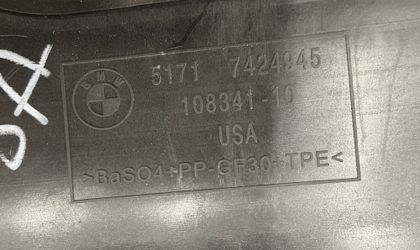 BMW
5171 7424945
108341-10
USA
>BaSO4+PP-GF30+TPE<